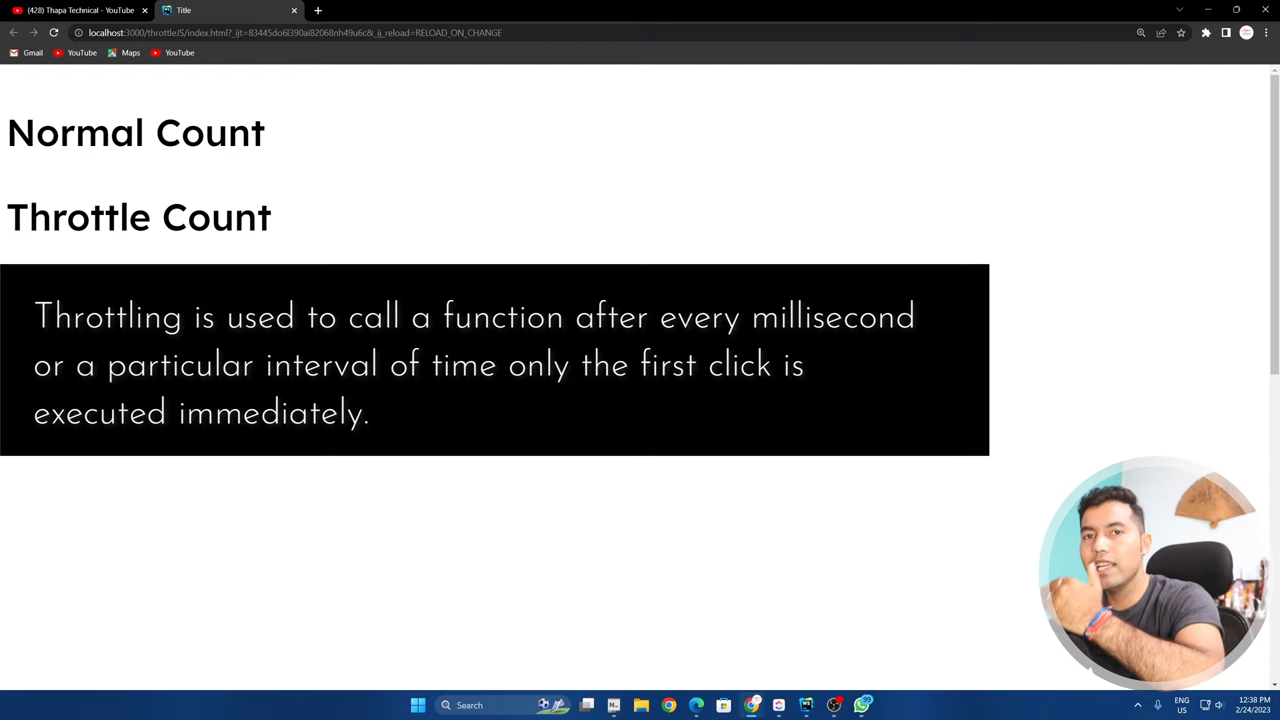 (428) Thapa Technical - YouTube
Title
localhost:3000/throttleJS/index.html?_ijt=83445do6l390ai82068nh49u6c&_ij_reload=RELOAD_ON_CHANGE
Gmail
YouTube
Maps
YouTube
Normal Count
Throttle Count
Throttling is used to call a function after every millisecond
or a particular interval of time only the first click is
executed immediately.
Search
ENG
US
12:38 PM
2/24/2023